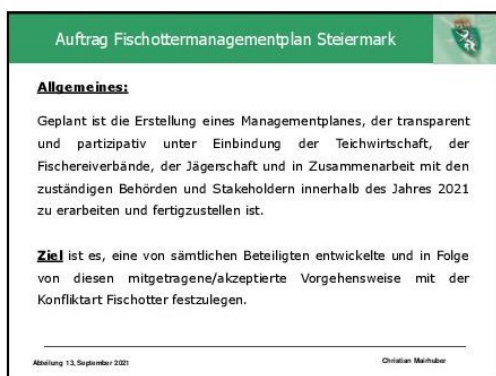 Auftrag Fischottermanagementplan Steiermark
Allgemeines:
Geplant ist die Erstellung eines Managementplanes, der transparent
und partizipativ unter Einbindung der Teichwirtschaft, der
Fischereiverbände, der Jägerschaft und in Zusammenarbeit mit den
zuständigen Behörden und Stakeholdern innerhalb des Jahres 2021
zu erarbeiten und fertigzustellen ist.
Ziel ist es, eine von sämtlichen Beteiligten entwickelte und in Folge
von diesen mitgetragene/akzeptierte Vorgehensweise mit der
Konfliktart Fischotter festzulegen.
Abteilung 13, September 2021
Christian Mairhuber